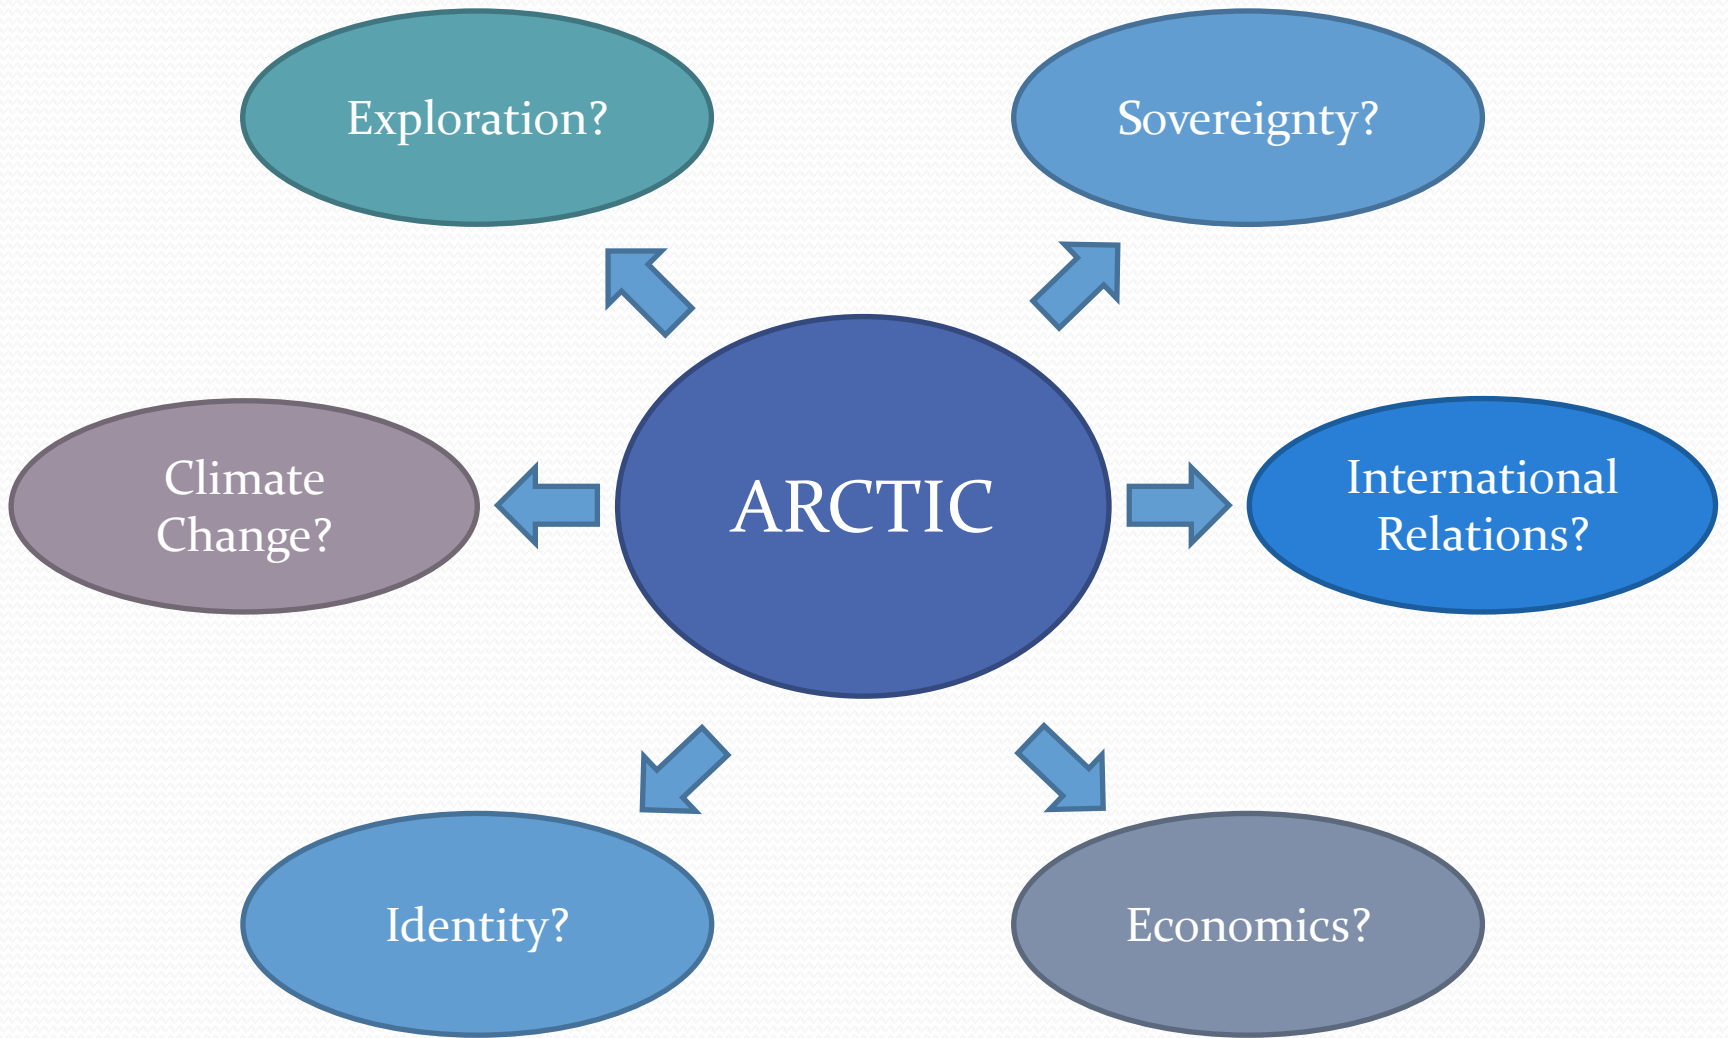 Exploration?
Sovereignty?
Climate
Change?
ARCTIC
International
Relations?
Identity?
Economics?